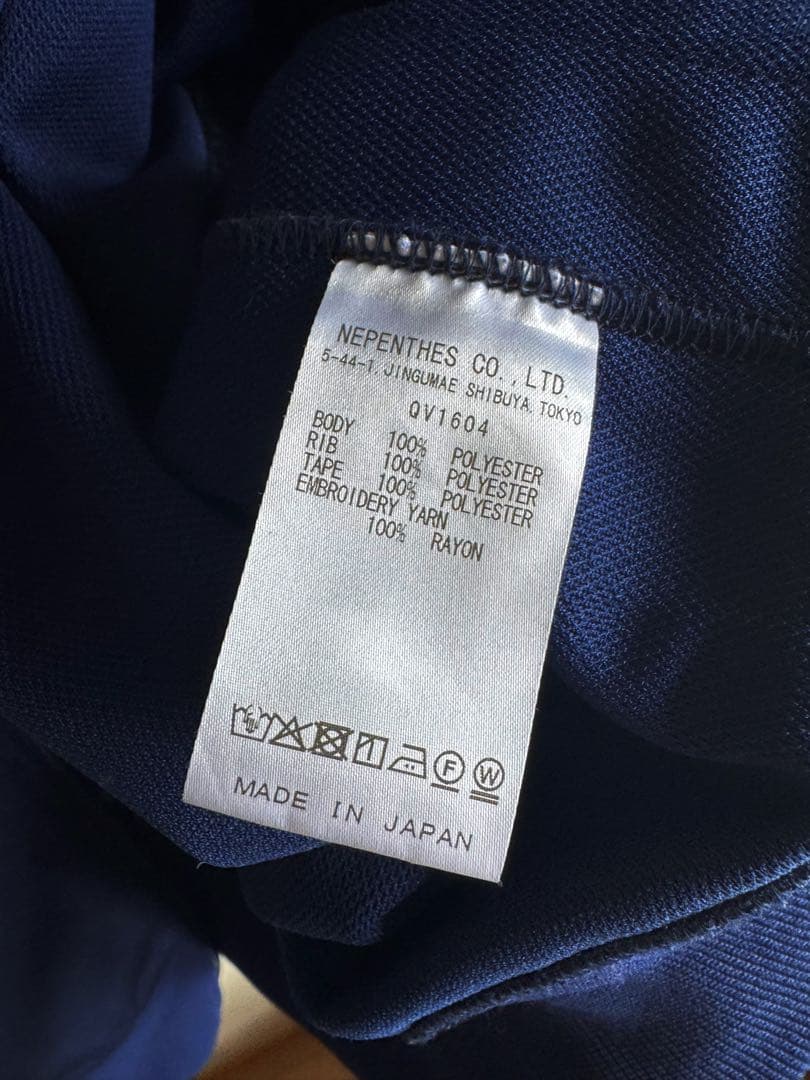 NEPENTHES CO., LTD.
5-44-1, JINGUMAE SHIBUYA, TOKYO
QV1604
BODY 100% POLYESTER
RIB 100% POLYESTER
TAPE 100% POLYESTER
EMBROIDERY YARN
100% RAYON
F W
MADE IN JAPAN